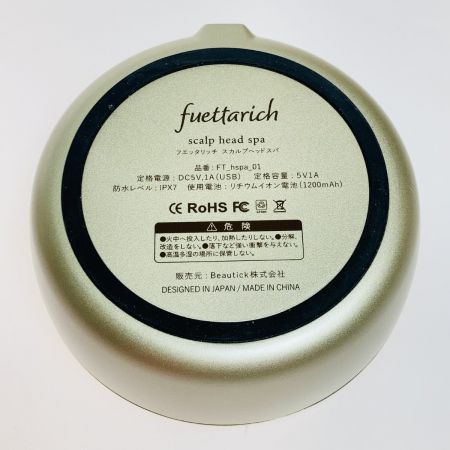 fuettarich
scalp head spa
フエッタリッチ スカルプヘッドスパ
品番 : FT_hspa_01
定格電源 : DC5V,1A(USB) 定格容量 : 5V1A
防水レベル : IPX7 使用電池 : リチウムイオン電池 (1200mAh)
CE RoHS FC
危 険
●火中へ投入したり、加熱したりしない。●分解、
改造をしない。●落下など強い衝撃を与えない。
●高温多湿の場所に保管しない。
販売元 : Beautick株式会社
DESIGNED IN JAPAN / MADE IN CHINA